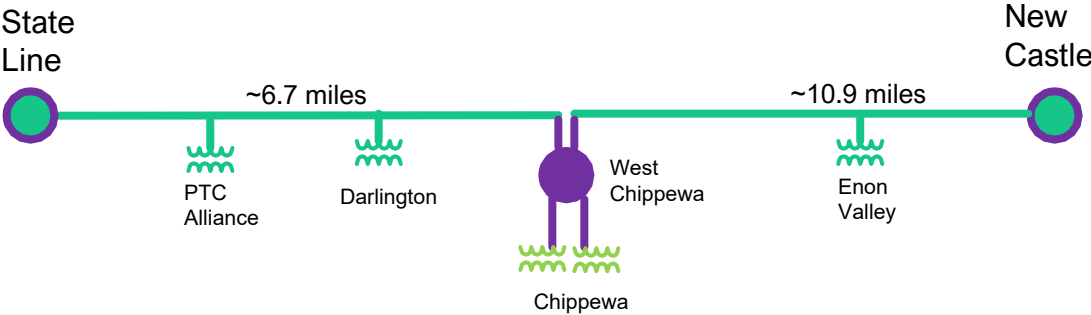 State
Line
New
Castle
~6.7 miles
~10.9 miles
PTC
Alliance
Darlington
West
Chippewa
Enon
Valley
Chippewa